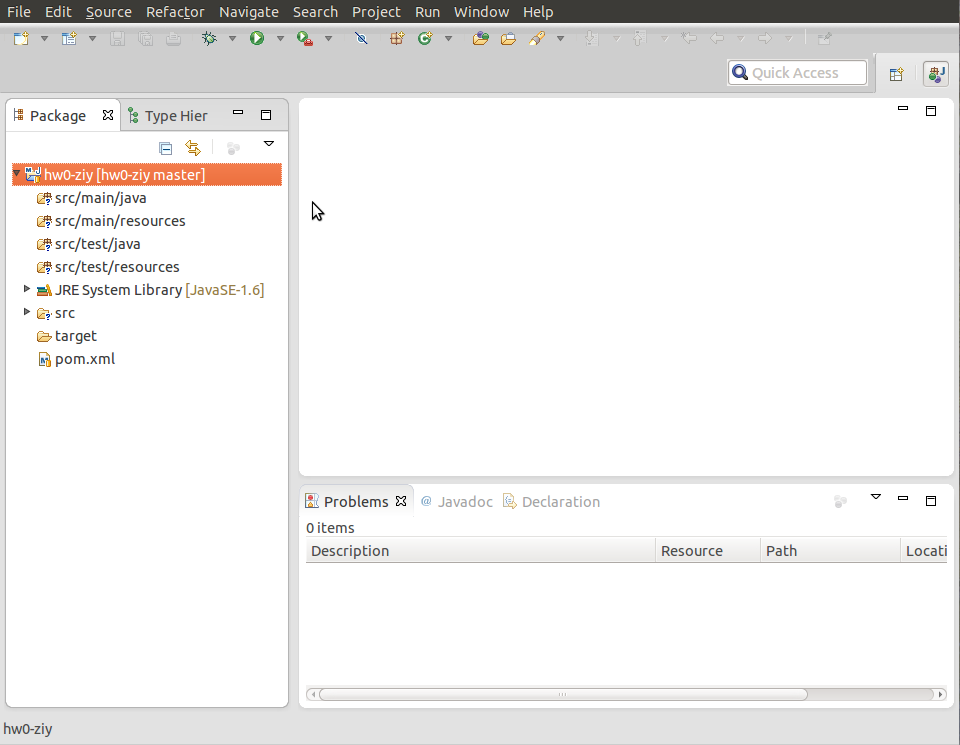 File Edit Source Refactor Navigate Search Project Run Window Help
Quick Access
Package Type Hier
hw0-ziy [hw0-ziy master]
src/main/java
src/main/resources
src/test/java
src/test/resources
JRE System Library [JavaSE-1.6]
src
target
pom.xml
Problems @ Javadoc Declaration
0 items
Description Resource Path Locati
hw0-ziy